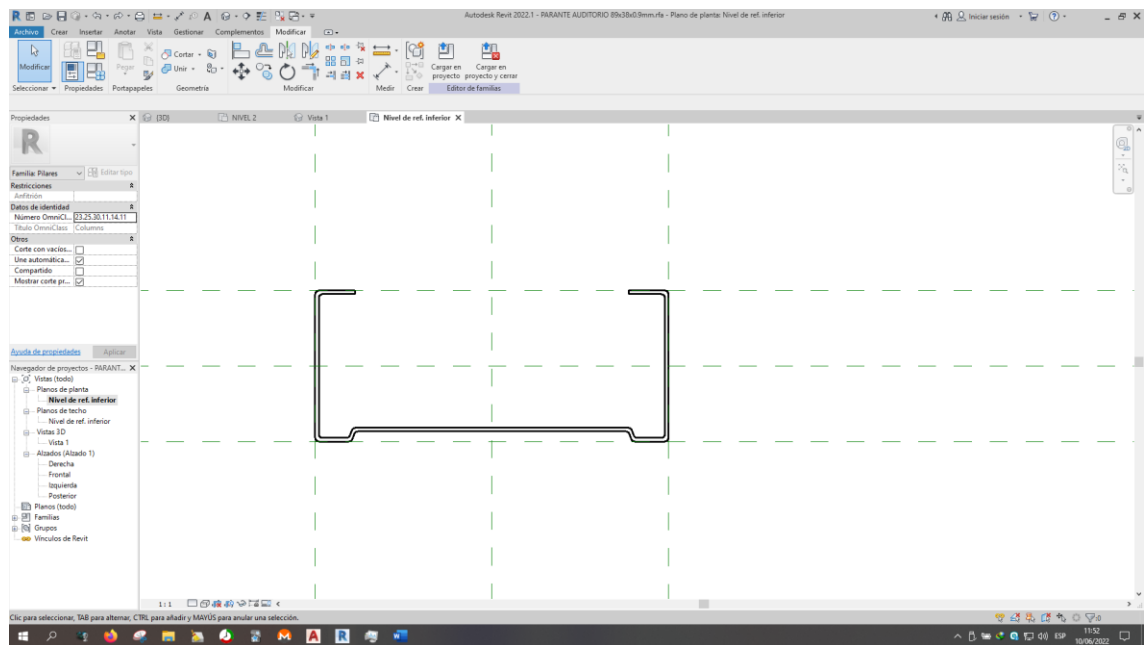 Autodesk Revit 2022.1 - PARANTE AUDITORIO 89x38x0.9mm.rfa - Plano de planta: Nivel de ref. inferior
Iniciar sesión
Archivo Crear Insertar Anotar Vista Gestionar Complementos Modificar
Modificar
Pegar
Cortar
Unir
Cargar en proyecto
Cargar en proyecto y cerrar
Seleccionar Propiedades Portapapeles Geometría Modificar Medir Crear Editor de familias
Propiedades
{3D} NIVEL 2 Vista 1 Nivel de ref. inferior
R
Familia: Pilares Editar tipo
Restricciones
Anfitrión
Datos de identidad
Número OmniCl... 23.25.30.11.14.11
Título OmniClass Columns
Otros
Corte con vacíos...
Une automática...
Compartido
Mostrar corte pr...
Ayuda de propiedades Aplicar
Navegador de proyectos - PARANT...
Vistas (todo)
Planos de planta
Nivel de ref. inferior
Planos de techo
Nivel de ref. inferior
Vistas 3D
Vista 1
Alzados (Alzado 1)
Derecha
Frontal
Izquierda
Posterior
Planos (todo)
Familias
Grupos
Vínculos de Revit
1:1
Clic para seleccionar, TAB para alternar, CTRL para añadir y MAYÚS para anular una selección.
:0
ESP
11:52
10/06/2022